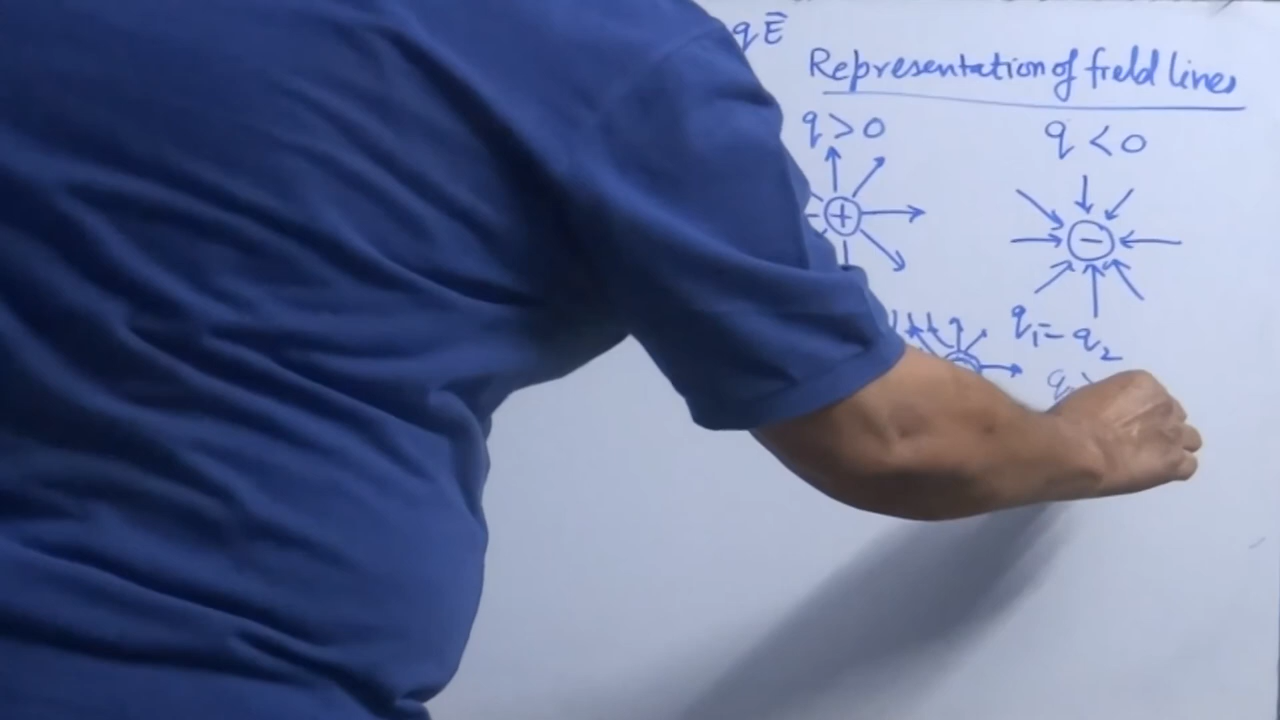 qE⃗
Representation of field lines
q > 0
q < 0
+
−
q₁ = q₂